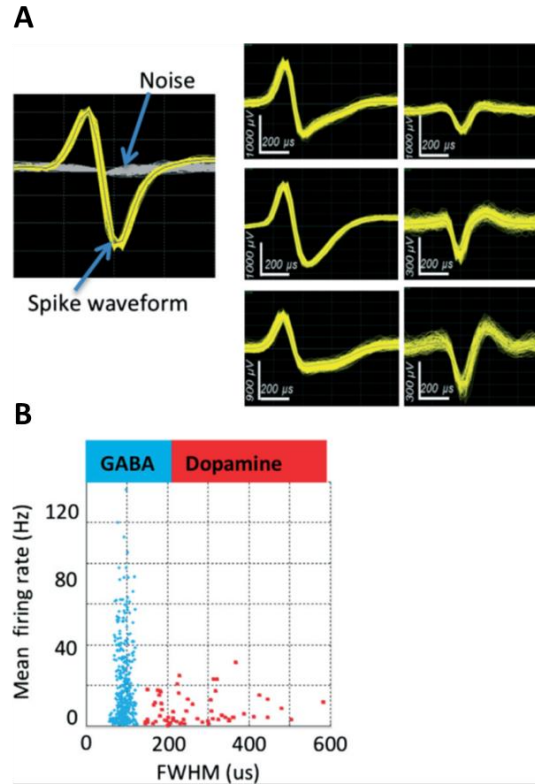 A
Noise
Spike waveform
1000 µV
200 µs
1000 µV
200 µs
1000 µV
200 µs
300 µV
200 µs
900 µV
200 µs
300 µV
200 µs
B
GABA Dopamine
Mean firing rate (Hz)
120
80
40
0
0 200 400 600
FWHM (us)